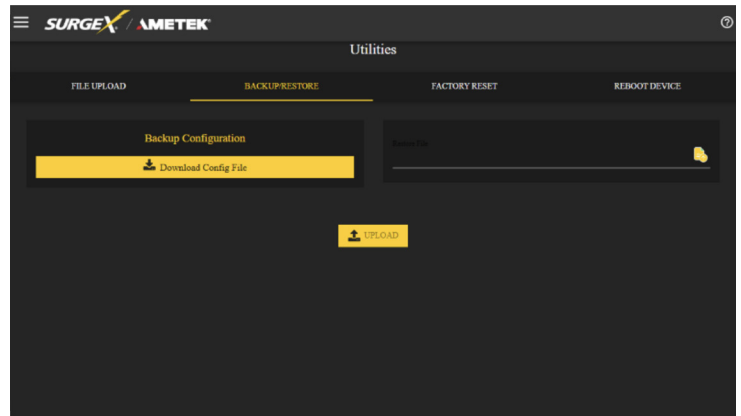 SURGEX / AMETEK
Utilities
FILE UPLOAD
BACKUP/RESTORE
FACTORY RESET
REBOOT DEVICE
Backup Configuration
Download Config File
UPLOAD